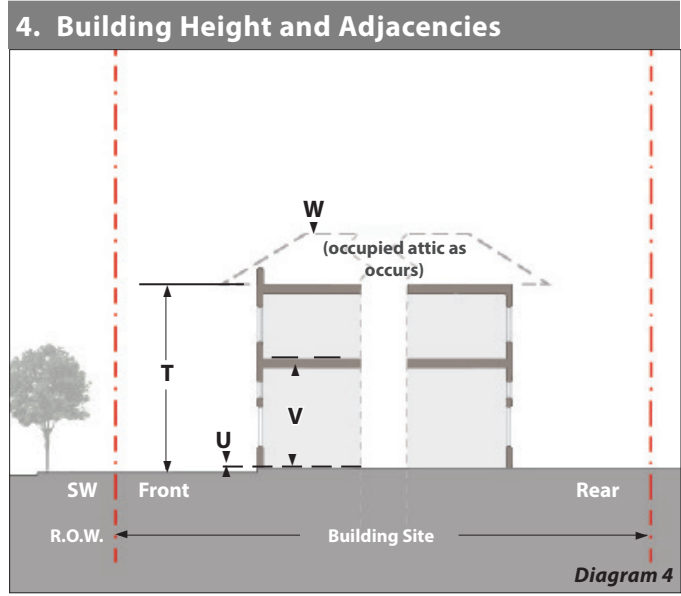 4. Building Height and Adjacencies
W
(occupied attic as
occurs)
T
V
U
SW Front Rear
R.O.W. Building Site
Diagram 4